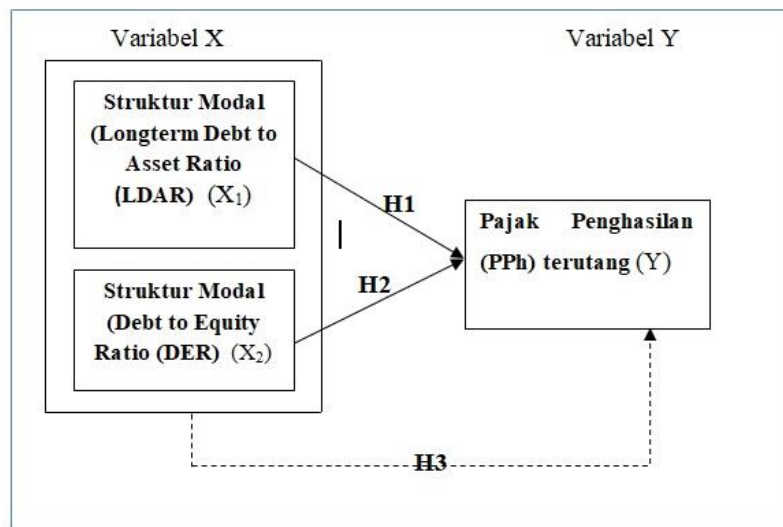 Variabel X
Variabel Y
Struktur Modal
(Longterm Debt to
Asset Ratio
(LDAR) (X₁)
H1
Pajak Penghasilan
(PPh) terutang (Y)
Struktur Modal
(Debt to Equity
Ratio (DER) (X₂)
H2
H3